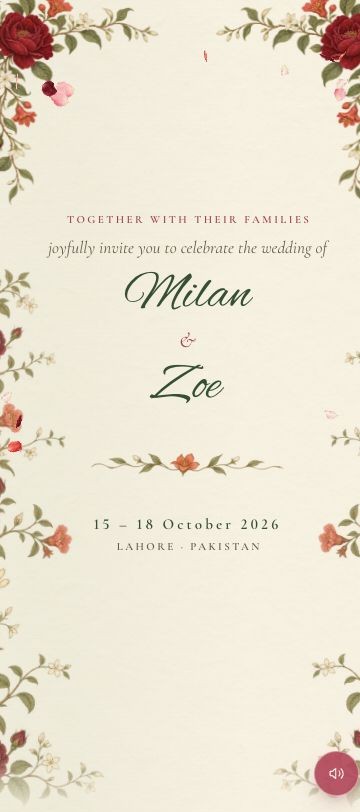 TOGETHER WITH THEIR FAMILIES
joyfully invite you to celebrate the wedding of
Milan
&
Zoe
15 – 18 October 2026
LAHORE · PAKISTAN